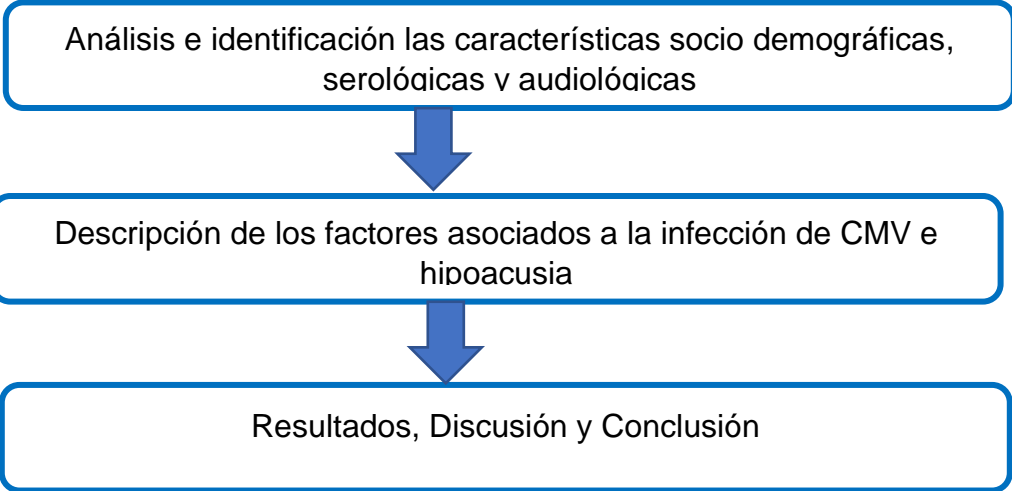 Análisis e identificación las características socio demográficas,
serológicas y audiológicas
Descripción de los factores asociados a la infección de CMV e
hipoacusia
Resultados, Discusión y Conclusión